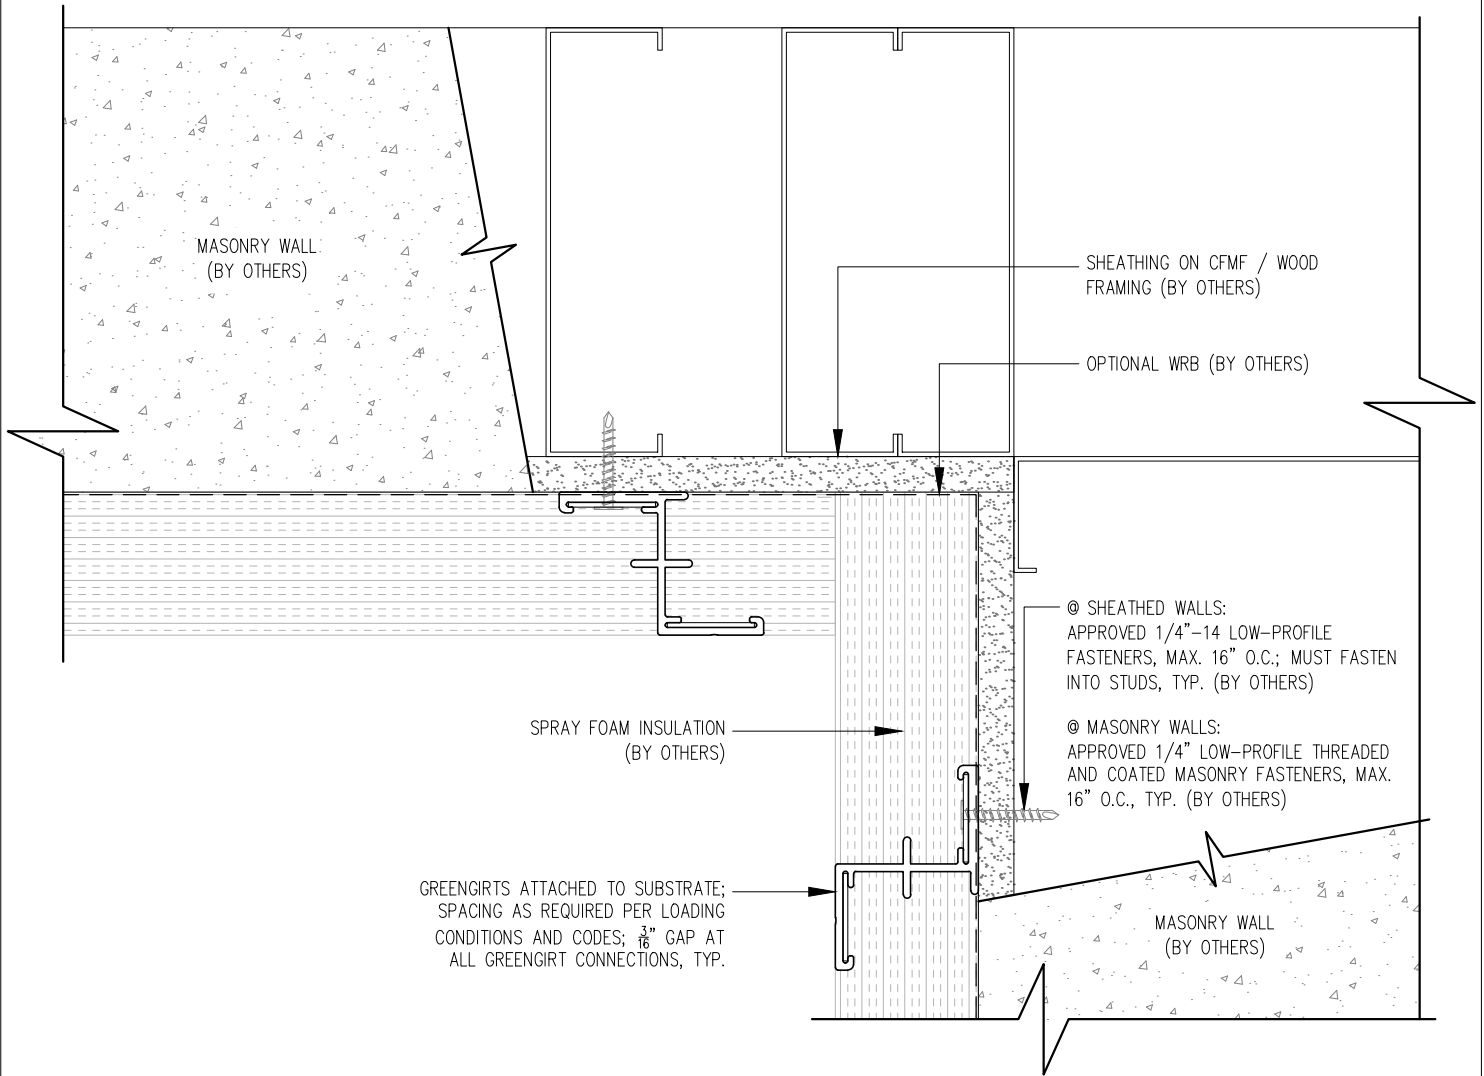 MASONRY WALL
(BY OTHERS)
SHEATHING ON CFMF / WOOD
FRAMING (BY OTHERS)
OPTIONAL WRB (BY OTHERS)
@ SHEATHED WALLS:
APPROVED 1/4"-14 LOW-PROFILE
FASTENERS, MAX. 16" O.C.; MUST FASTEN
INTO STUDS, TYP. (BY OTHERS)
@ MASONRY WALLS:
APPROVED 1/4" LOW-PROFILE THREADED
AND COATED MASONRY FASTENERS, MAX.
16" O.C., TYP. (BY OTHERS)
SPRAY FOAM INSULATION
(BY OTHERS)
GREENGIRTS ATTACHED TO SUBSTRATE;
SPACING AS REQUIRED PER LOADING
CONDITIONS AND CODES; 3/16" GAP AT
ALL GREENGIRT CONNECTIONS, TYP.
MASONRY WALL
(BY OTHERS)